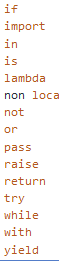 if
import
in
is
lambda
non loca
not
or
pass
raise
return
try
while
with
yield